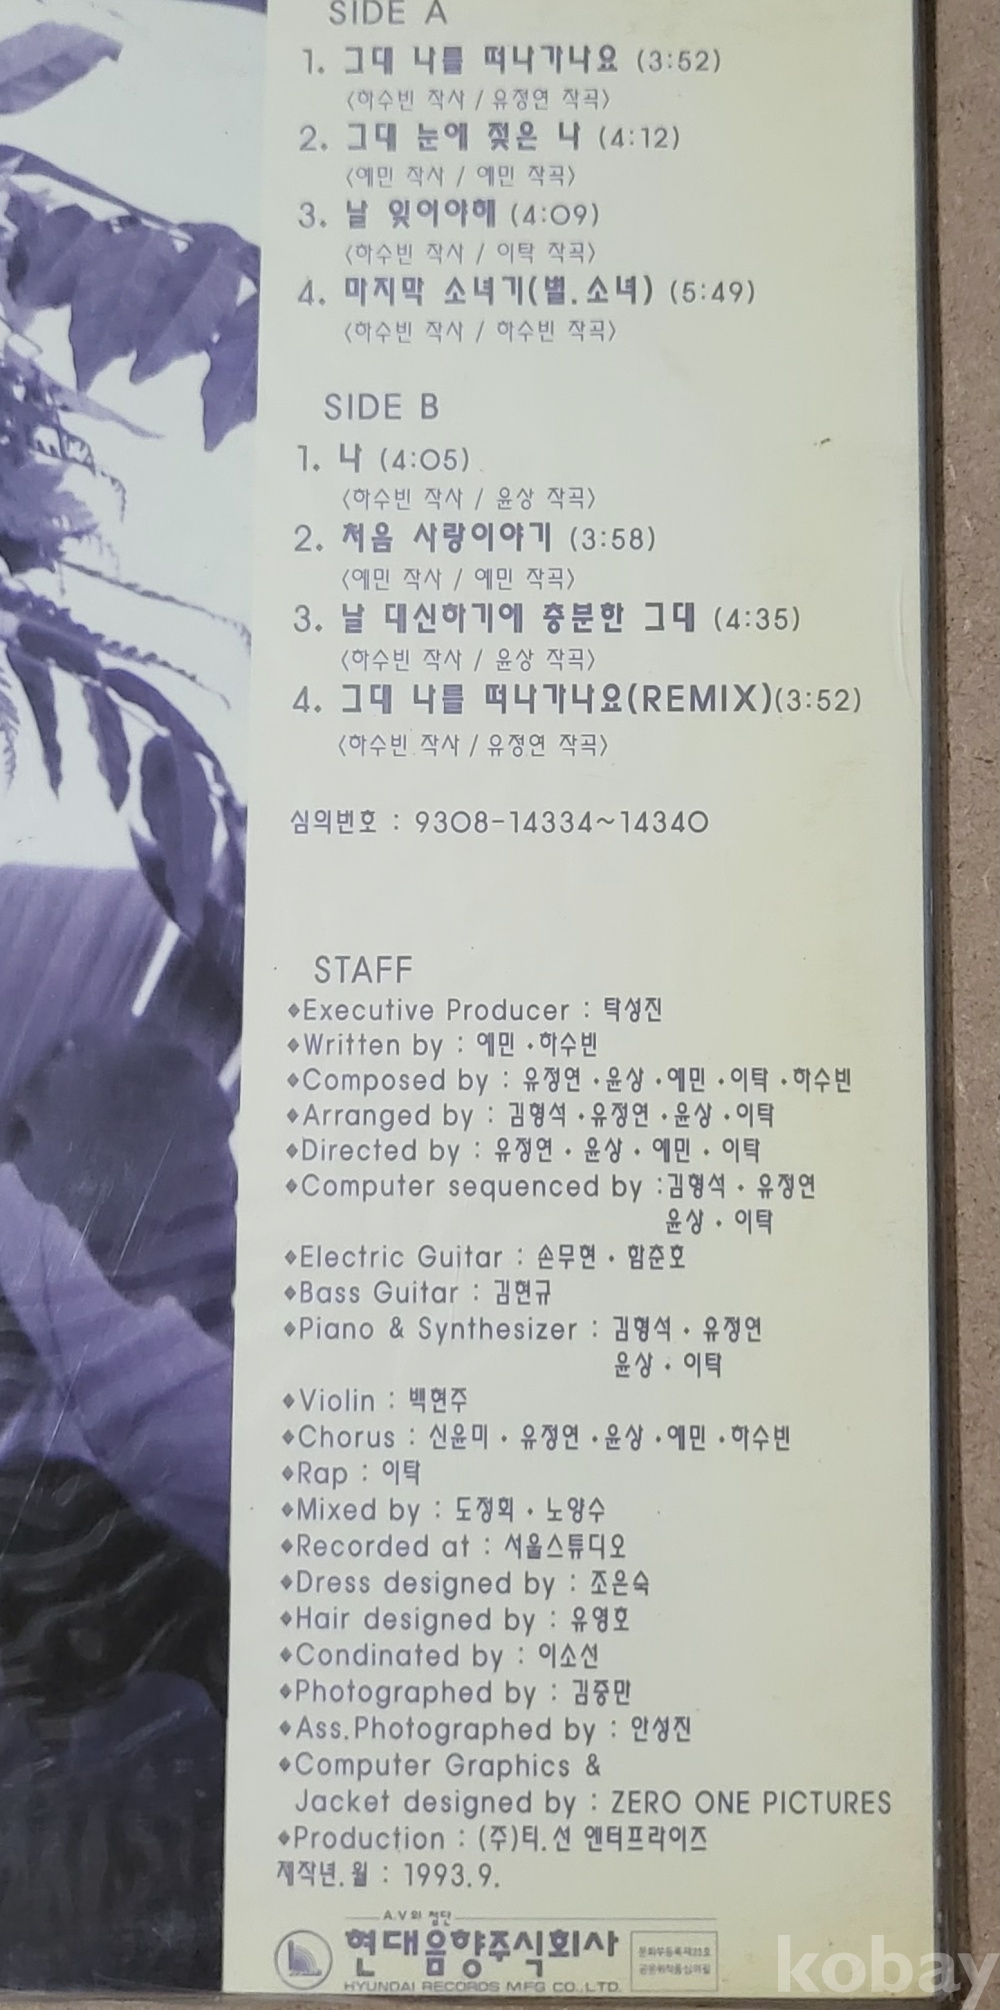 SIDE A
1. 그대 나를 떠나가나요 (3:52)
〈하수빈 작사 / 유정연 작곡〉
2. 그대 눈에 젖은 나 (4:12)
〈예민 작사 / 예민 작곡〉
3. 날 잊어야해 (4:09)
〈하수빈 작사 / 이탁 작곡〉
4. 마지막 소녀기(별.소녀) (5:49)
〈하수빈 작사 / 하수빈 작곡〉
SIDE B
1. 나 (4:05)
〈하수빈 작사 / 윤상 작곡〉
2. 처음 사랑이야기 (3:58)
〈예민 작사 / 예민 작곡〉
3. 날 대신하기에 충분한 그대 (4:35)
〈하수빈 작사 / 윤상 작곡〉
4. 그대 나를 떠나가나요(REMIX)(3:52)
〈하수빈 작사 / 유정연 작곡〉
심의번호 : 9308-14334~14340
STAFF
◆Executive Producer : 탁성진
◆Written by : 예민 · 하수빈
◆Composed by : 유정연 · 윤상 · 예민 · 이탁 · 하수빈
◆Arranged by : 김형석 · 유정연 · 윤상 · 이탁
◆Directed by : 유정연 · 윤상 · 예민 · 이탁
◆Computer sequenced by :김형석 · 유정연
윤상 · 이탁
◆Electric Guitar : 손무현 · 함춘호
◆Bass Guitar : 김현규
◆Piano & Synthesizer : 김형석 · 유정연
윤상 · 이탁
◆Violin : 백현주
◆Chorus : 신윤미 · 유정연 · 윤상 · 예민 · 하수빈
◆Rap : 이탁
◆Mixed by : 도정회 · 노양수
◆Recorded at : 서울스튜디오
◆Dress designed by : 조은숙
◆Hair designed by : 유영호
◆Condinated by : 이소선
◆Photographed by : 김중만
◆Ass.Photographed by : 안성진
◆Computer Graphics &
Jacket designed by : ZERO ONE PICTURES
◆Production : (주)티.선 엔터프라이즈
제작년.월 : 1993.9.
A.V의 첨단
현대음향주식회사
HYUNDAI RECORDS MFG CO.,LTD.
kobay